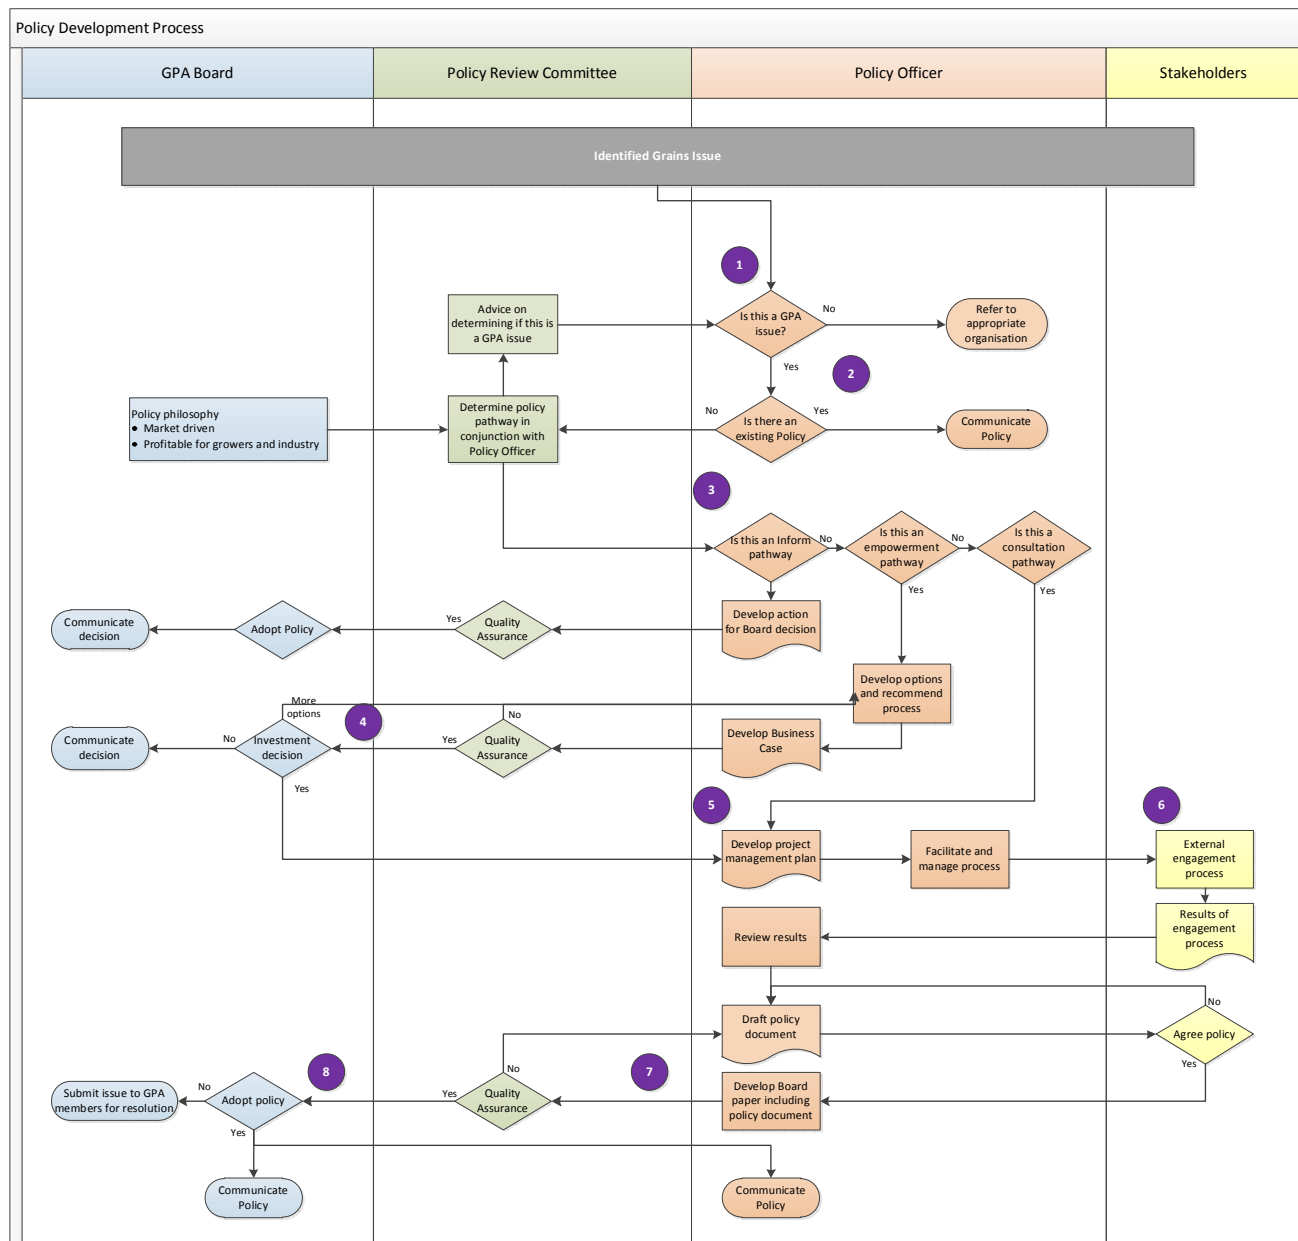 Policy Development Process
GPA Board
Policy Review Committee
Policy Officer
Stakeholders
Identified Grains Issue
1
Advice on
determining if this is
a GPA issue
Is this a GPA
issue?
No
Refer to
appropriate
organisation
Yes
2
Policy philosophy
• Market driven
• Profitable for growers and industry
Determine policy
pathway in
conjunction with
Policy Officer
No
Is there an
existing Policy
Yes
Communicate
Policy
3
Is this an Inform
pathway
No
Is this an
empowerment
pathway
No
Is this a
consultation
pathway
Yes
Yes
Communicate
decision
Adopt Policy
Yes
Quality
Assurance
Develop action
for Board decision
Develop options
and recommend
process
More
options
4
No
Communicate
decision
No
Investment
decision
Yes
Quality
Assurance
Develop Business
Case
Yes
5
6
Develop project
management plan
Facilitate and
manage process
External
engagement
process
Review results
Results of
engagement
process
No
Draft policy
document
Agree policy
Yes
8
7
No
Submit issue to GPA
members for resolution
No
Adopt policy
Yes
Quality
Assurance
Develop Board
paper including
policy document
Yes
Communicate
Policy
Communicate
Policy